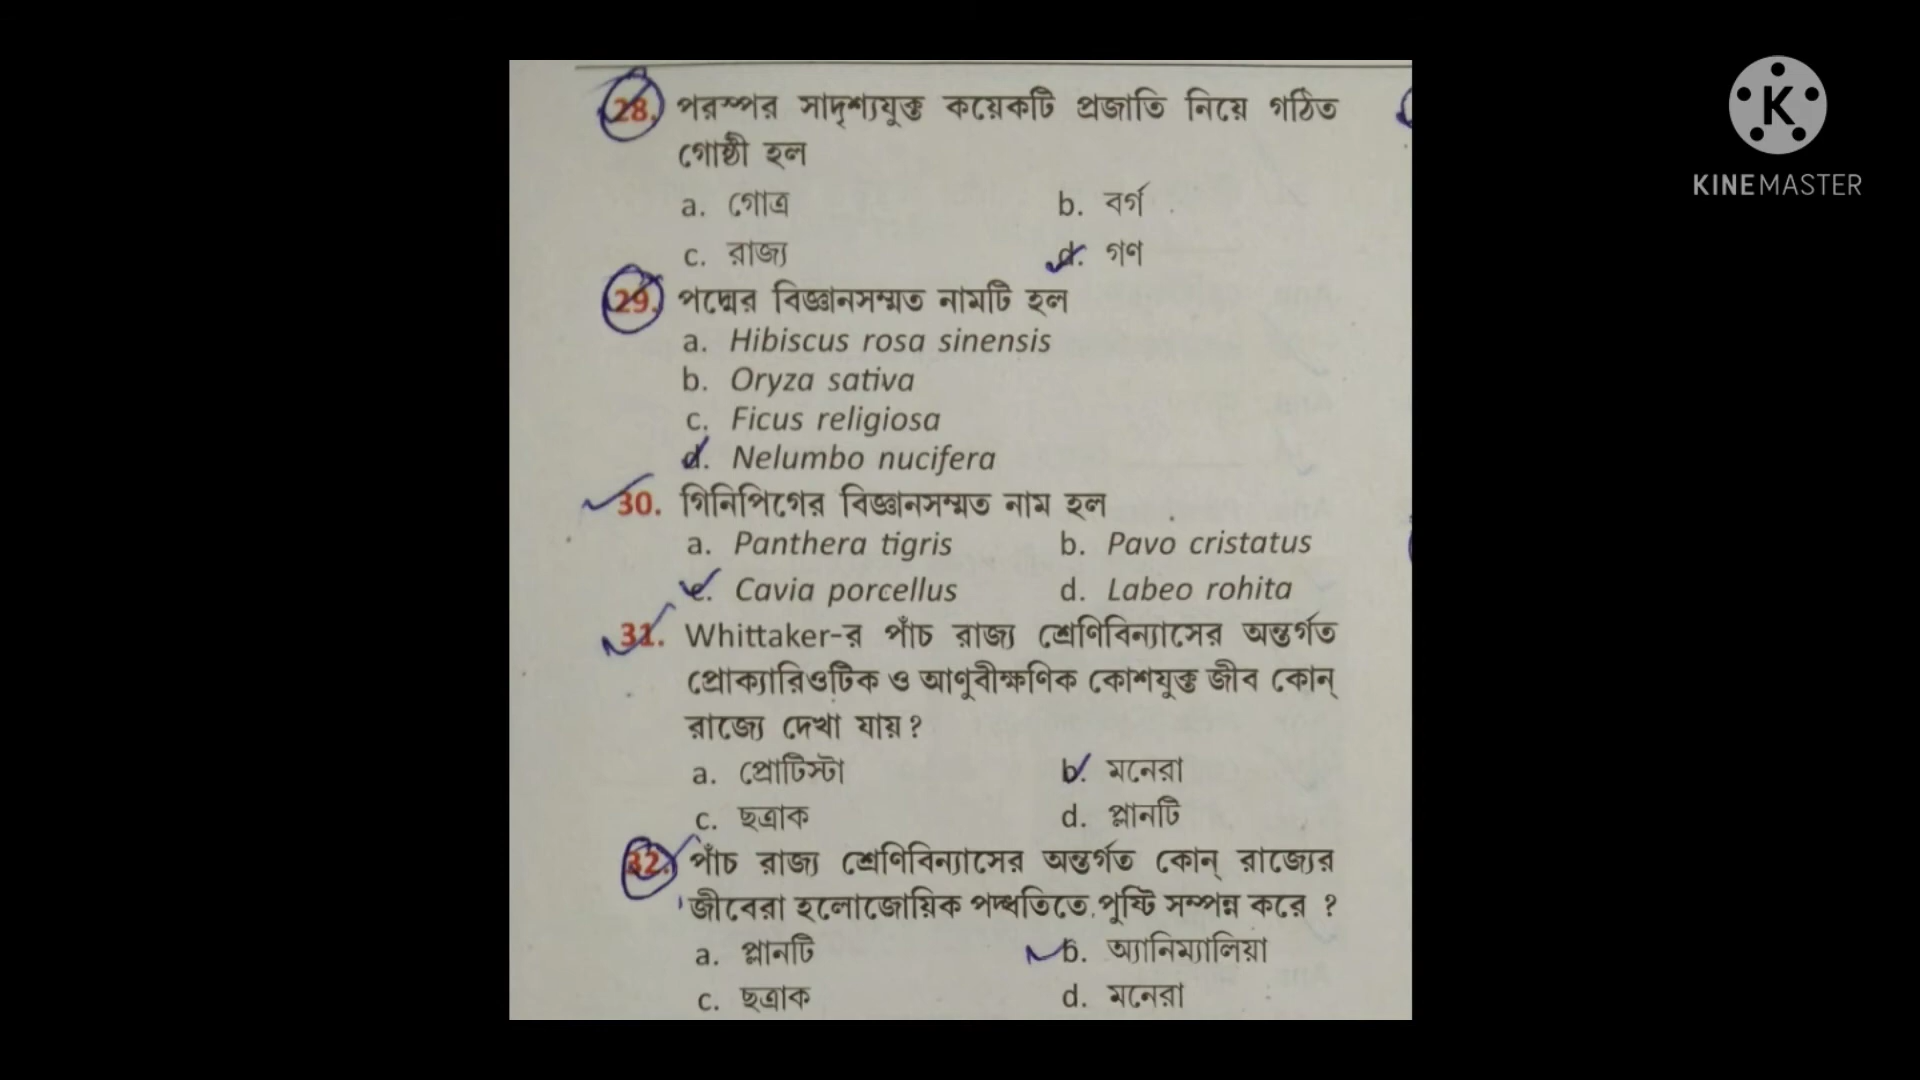 28. পরস্পর সাদৃশ্যযুক্ত কয়েকটি প্রজাতি নিয়ে গঠিত
গোষ্ঠী হল
a. গোত্র b. বর্গ
c. রাজ্য d. গণ
29. পদ্মের বিজ্ঞানসম্মত নামটি হল
a. Hibiscus rosa sinensis
b. Oryza sativa
c. Ficus religiosa
d. Nelumbo nucifera
30. গিনিপিগের বিজ্ঞানসম্মত নাম হল
a. Panthera tigris b. Pavo cristatus
c. Cavia porcellus d. Labeo rohita
31. Whittaker-র পাঁচ রাজ্য শ্রেণিবিন্যাসের অন্তর্গত
প্রোক্যারিওটিক ও আণুবীক্ষণিক কোশযুক্ত জীব কোন্
রাজ্যে দেখা যায়?
a. প্রোটিস্টা b. মনেরা
c. ছত্রাক d. প্লানটি
32. পাঁচ রাজ্য শ্রেণিবিন্যাসের অন্তর্গত কোন্ রাজ্যের
জীবেরা হলোজোয়িক পদ্ধতিতে পুষ্টি সম্পন্ন করে ?
a. প্লানটি b. অ্যানিম্যালিয়া
c. ছত্রাক d. মনেরা
K
KINEMASTER